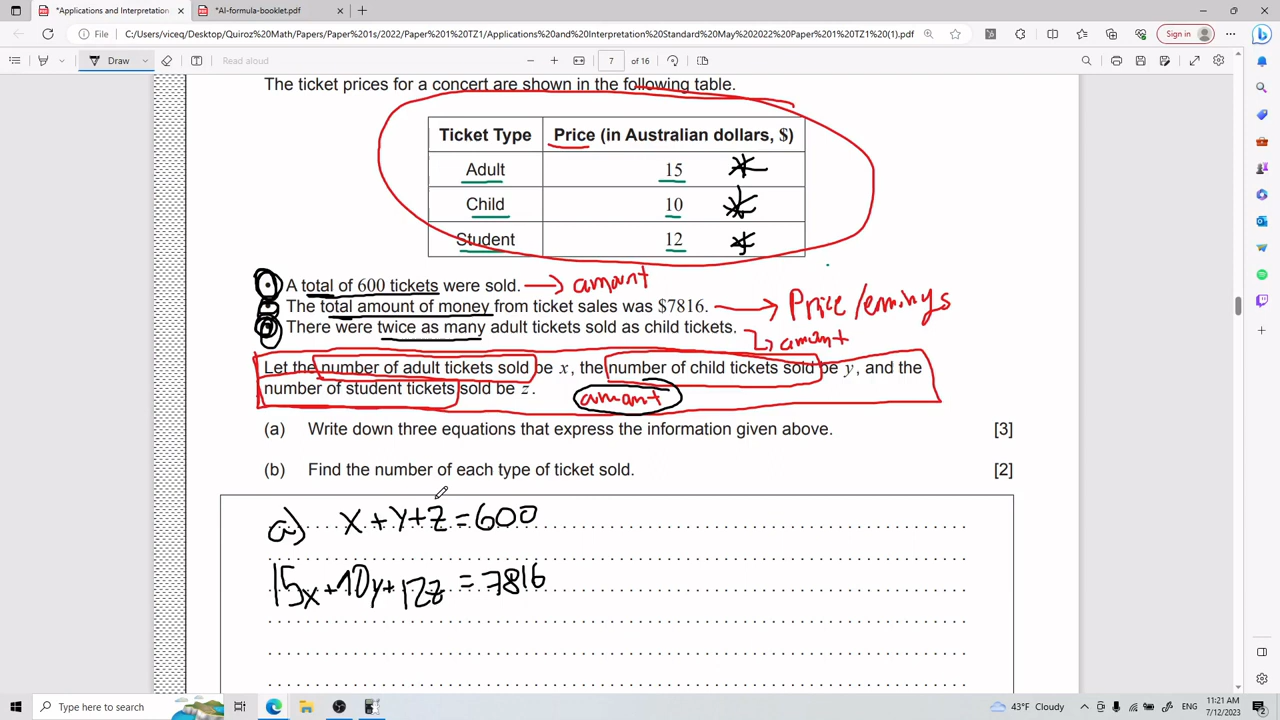 *Applications and Interpretation
*AI-formula-booklet.pdf
File
C:/Users/viceq/Desktop/Quiroz%20Math/Papers/Paper%201s/2022/Paper%201%20TZ1/Applications%20and%20Interpretation%20Standard%20May%202022%20Paper%201%20TZ1%20(1).pdf
Sign in
Draw
Read aloud
7 of 16
The ticket prices for a concert are shown in the following table.
Ticket Type Price (in Australian dollars, $)
Adult 15
Child 10
Student 12
A total of 600 tickets were sold. → amount
The total amount of money from ticket sales was $7816. → Price /earnings
There were twice as many adult tickets sold as child tickets. → amount
Let the number of adult tickets sold be x, the number of child tickets sold be y, and the
number of student tickets sold be z. amount
(a) Write down three equations that express the information given above. [3]
(b) Find the number of each type of ticket sold. [2]
a) x+y+z=600
15x+10y+12z=7816
Type here to search
43°F Cloudy
ENG
11:21 AM
7/12/2023